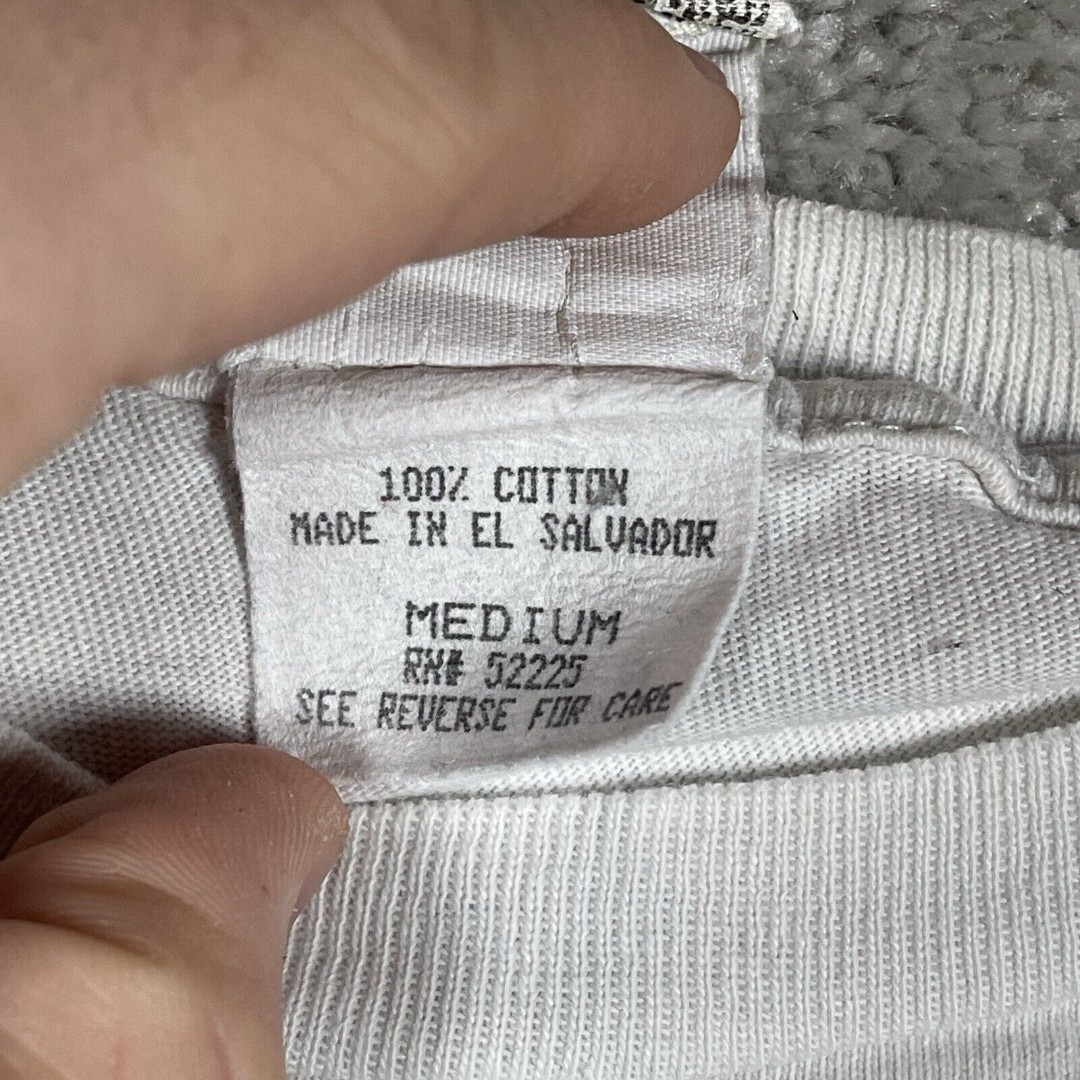 100% COTTON
MADE IN EL SALVADOR
MEDIUM
RN# 52225
SEE REVERSE FOR CARE